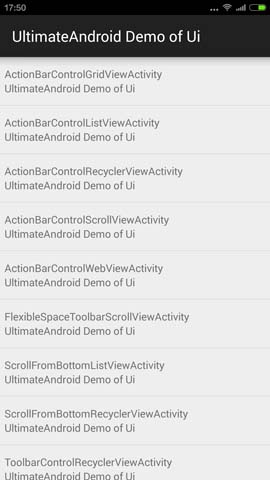 17:50
UltimateAndroid Demo of Ui
ActionBarControlGridViewActivity
UltimateAndroid Demo of Ui
ActionBarControlListViewActivity
UltimateAndroid Demo of Ui
ActionBarControlRecyclerViewActivity
UltimateAndroid Demo of Ui
ActionBarControlScrollViewActivity
UltimateAndroid Demo of Ui
ActionBarControlWebViewActivity
UltimateAndroid Demo of Ui
FlexibleSpaceToolbarScrollViewActivity
UltimateAndroid Demo of Ui
ScrollFromBottomListViewActivity
UltimateAndroid Demo of Ui
ScrollFromBottomRecyclerViewActivity
UltimateAndroid Demo of Ui
ToolbarControlRecyclerViewActivity
UltimateAndroid Demo of Ui